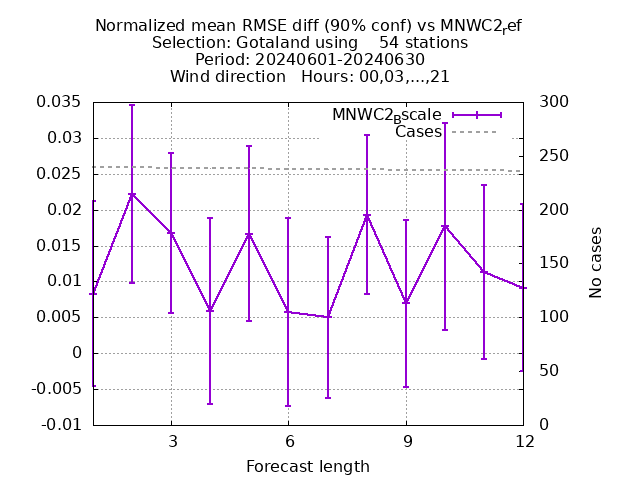 Normalized mean RMSE diff (90% conf) vs MNWC2ref
Selection: Gotaland using    54 stations
Period: 20240601-20240630
Wind direction   Hours: 00,03,...,21
MNWC2Bscale
Cases
0.035
0.03
0.025
0.02
0.015
0.01
0.005
0
-0.005
-0.01
300
250
200
150
100
50
0
No cases
3 6 9 12
Forecast length